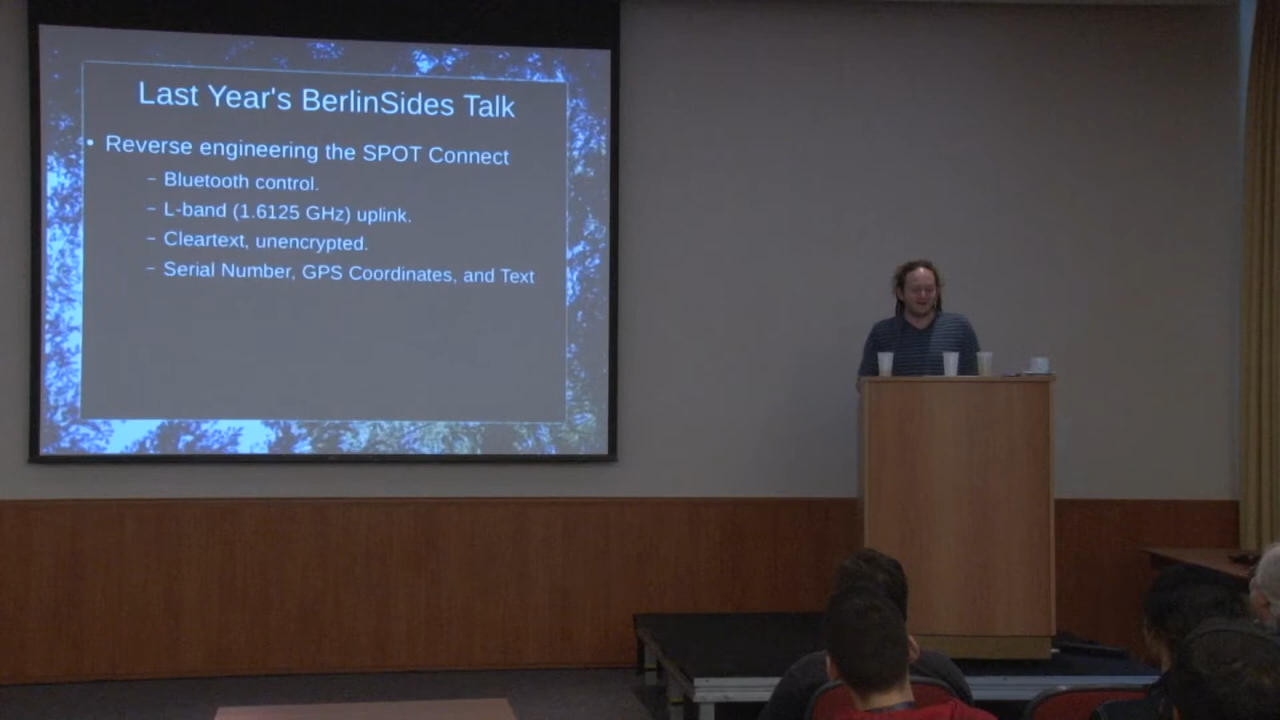 Last Year's BerlinSides Talk
• Reverse engineering the SPOT Connect
– Bluetooth control.
– L-band (1.6125 GHz) uplink.
– Cleartext, unencrypted.
– Serial Number, GPS Coordinates, and Text